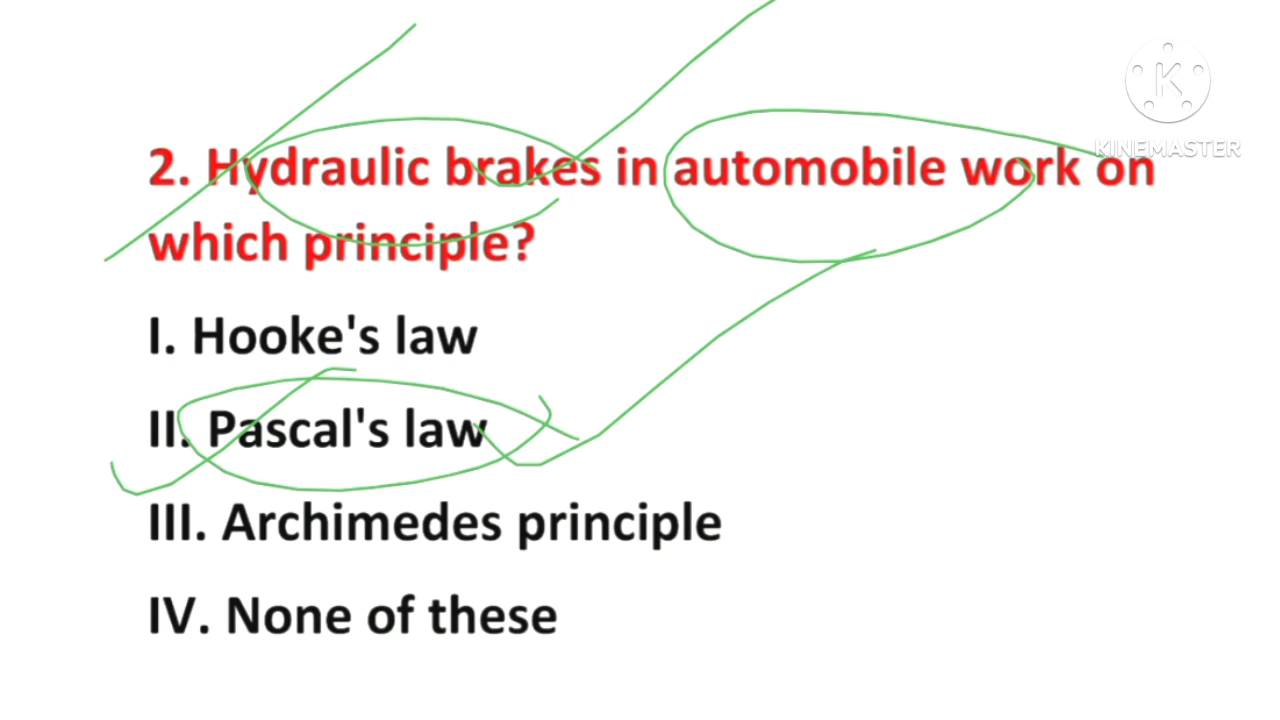 KINEMASTER
2. Hydraulic brakes in automobile work on
which principle?
I. Hooke's law
II. Pascal's law
III. Archimedes principle
IV. None of these